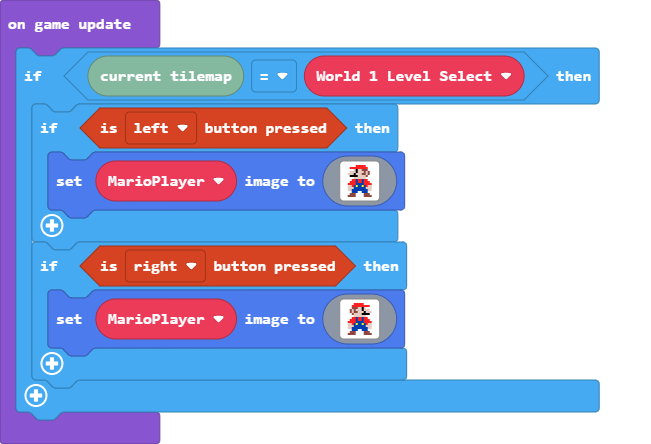 on game update
if current tilemap = World 1 Level Select then
if is left button pressed then
set MarioPlayer image to
if is right button pressed then
set MarioPlayer image to